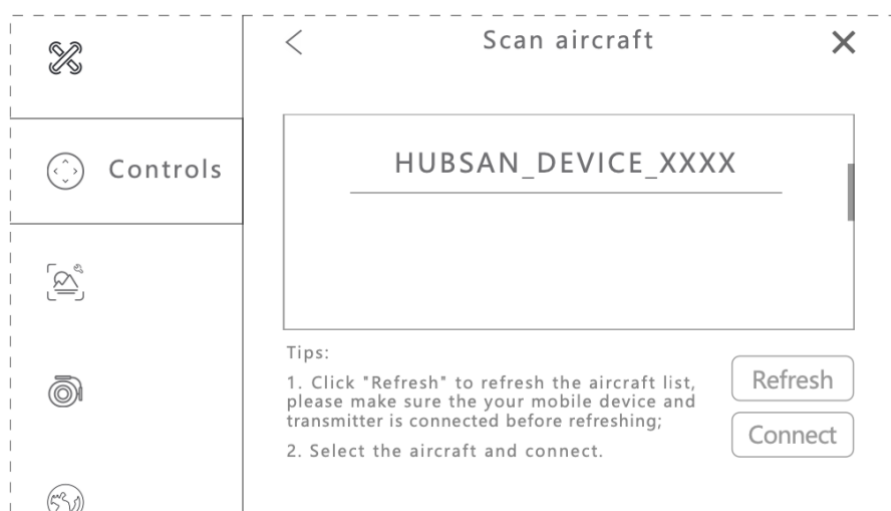 Scan aircraft
Controls
HUBSAN_DEVICE_XXXX
Tips:
1. Click "Refresh" to refresh the aircraft list,
please make sure the your mobile device and
transmitter is connected before refreshing;
2. Select the aircraft and connect.
Refresh
Connect